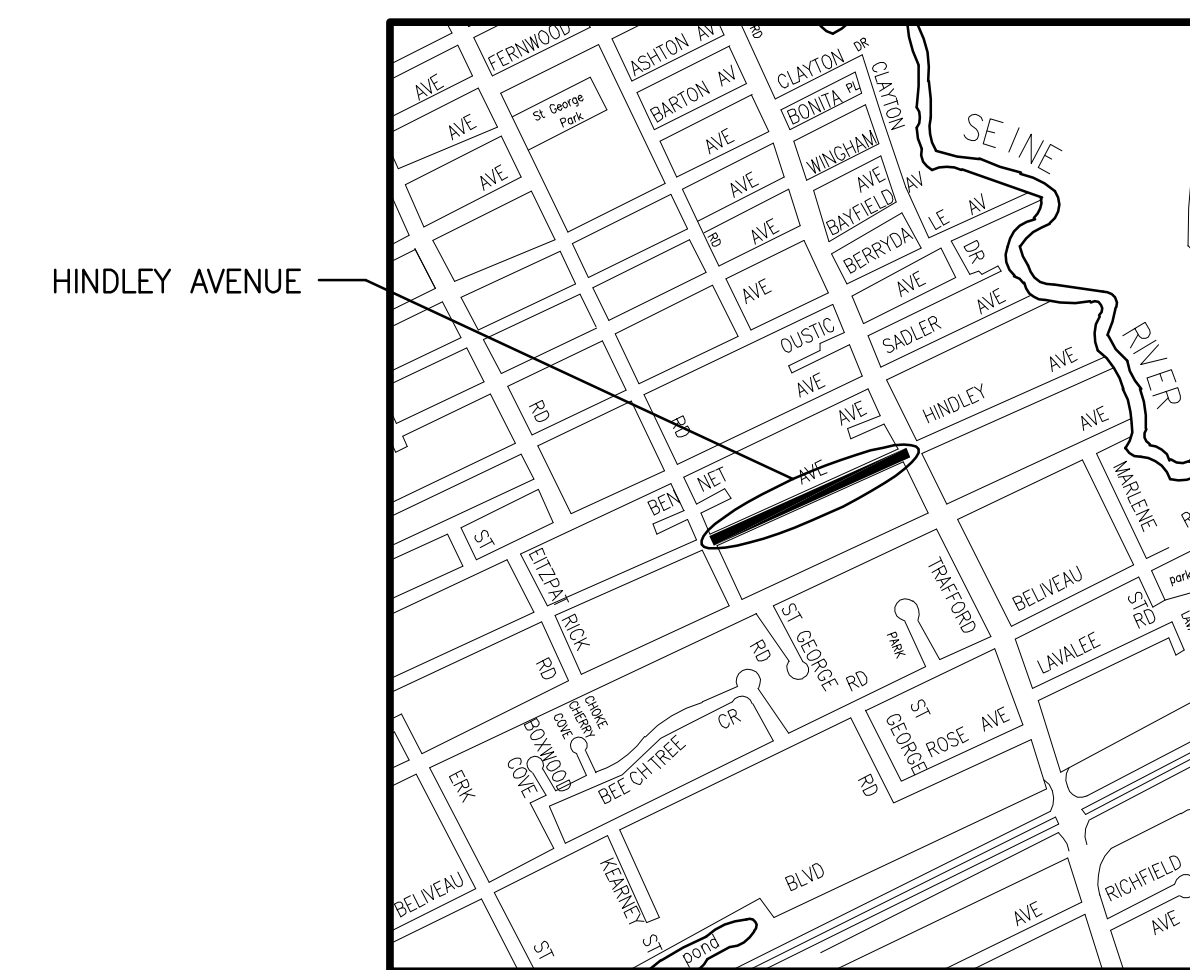 FERNWOOD
ASHTON AV
RD
CLAYTON DR
CLAYTON
AVE
BARTON AV
BONITA PL
St George
Park
SEINE
AVE
AVE
WINGHAM
AVE
AVE
AVE
AV
BAYFIELD
LE AV
RD
AVE
BERRYDA
DR
HINDLEY AVENUE
AVE
AVE
AVE
SADLER
OUSTIC
RIVER
AVE
AVE
HINDLEY
RD
RD
AVE
AVE
AVE
NET
BEN
MARLENE
ST
EITZPAT
RICK
BELIVEAU
TRAFFORD
park
ST
RD
ST GEORGE
PARK
LAVALEE
RD
RD
RD
CHOKE
CHERRY
COVE
BOXWOOD
COVE
CR
ST
GEORGE
ROSE AVE
BEECHTREE
ERK
RD
BELIVEAU
KEARNEY
ST
BLVD
RICHFIELD
AVE
AVE
ST
pond